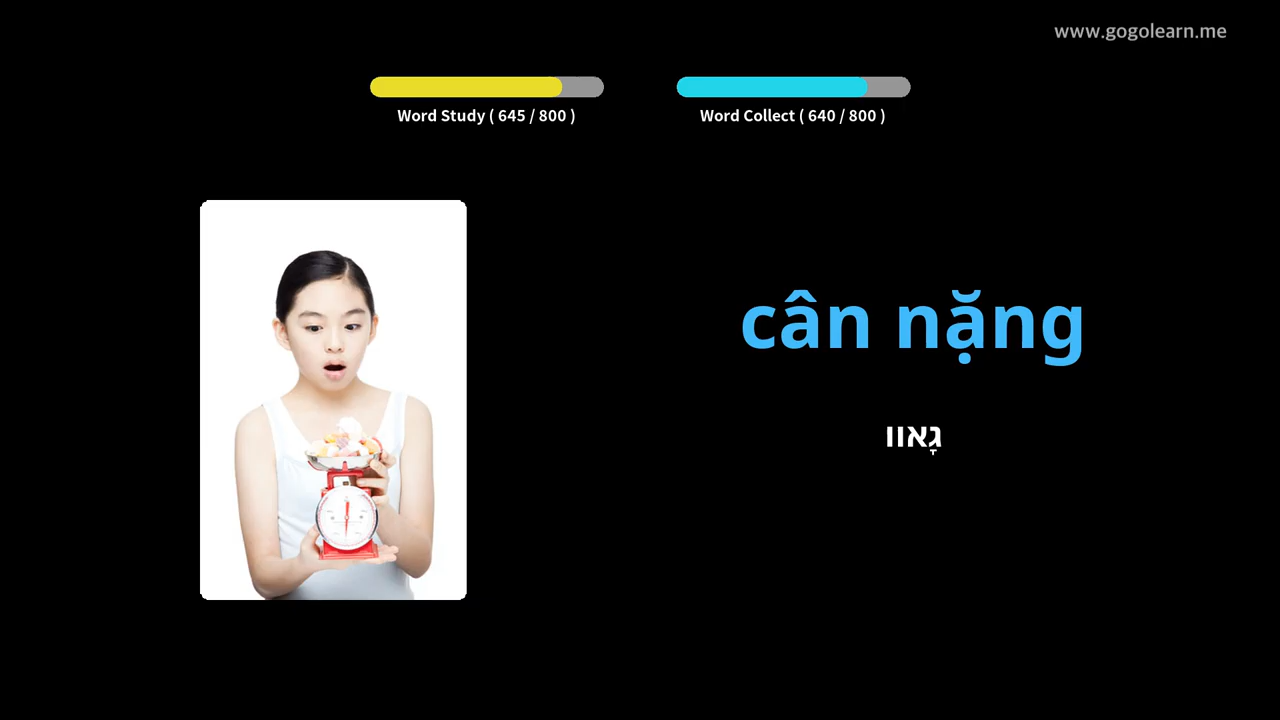 www.gogolearn.me
Word Study ( 645 / 800 )
Word Collect ( 640 / 800 )
cân nặng
גָאוו